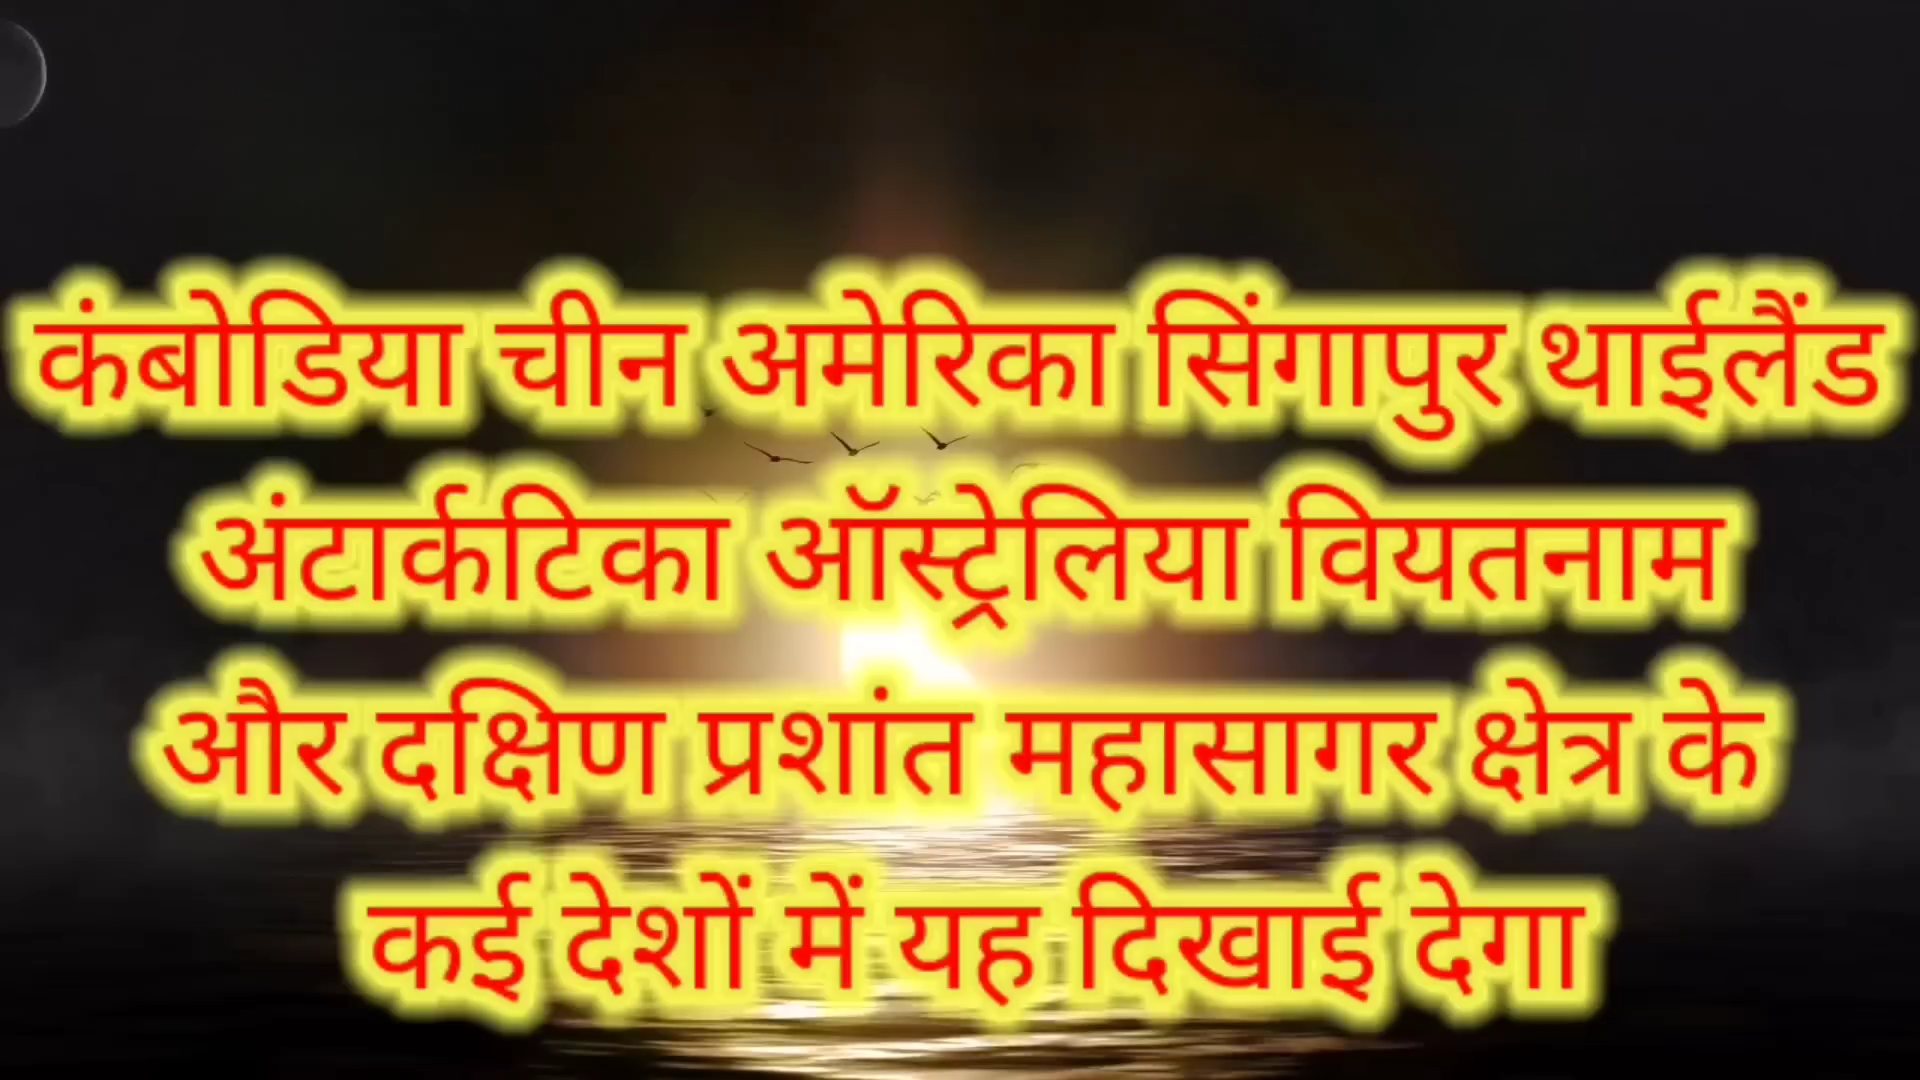 कंबोडिया चीन अमेरिका सिंगापुर थाईलैंड
अंटार्कटिका ऑस्ट्रेलिया वियतनाम
और दक्षिण प्रशांत महासागर क्षेत्र के
कई देशों में यह दिखाई देगा